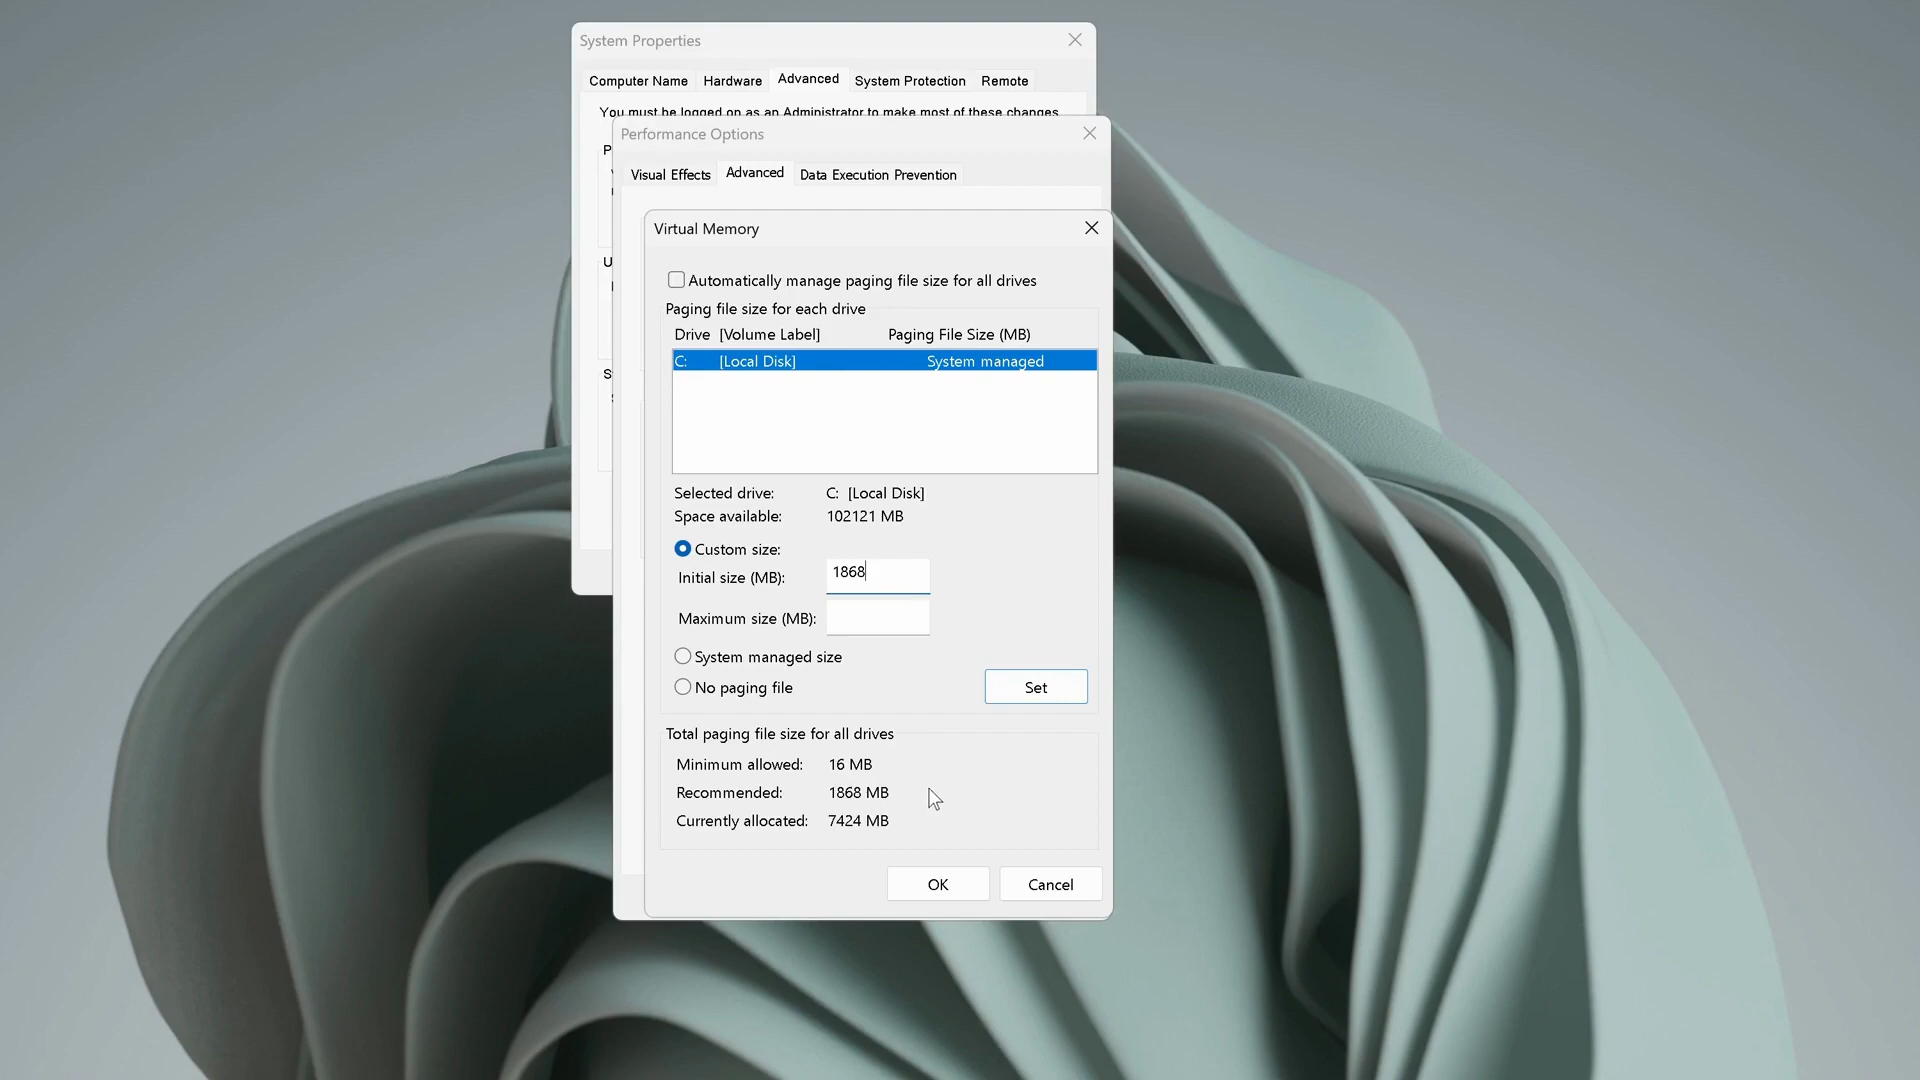 System Properties
Computer Name Hardware Advanced System Protection Remote
You must be logged on as an Administrator to make most of these changes.
Performance Options
Visual Effects Advanced Data Execution Prevention
Virtual Memory
Automatically manage paging file size for all drives
Paging file size for each drive
Drive [Volume Label] Paging File Size (MB)
C: [Local Disk] System managed
Selected drive: C: [Local Disk]
Space available: 102121 MB
Custom size:
Initial size (MB): 1868
Maximum size (MB):
System managed size
No paging file Set
Total paging file size for all drives
Minimum allowed: 16 MB
Recommended: 1868 MB
Currently allocated: 7424 MB
OK Cancel